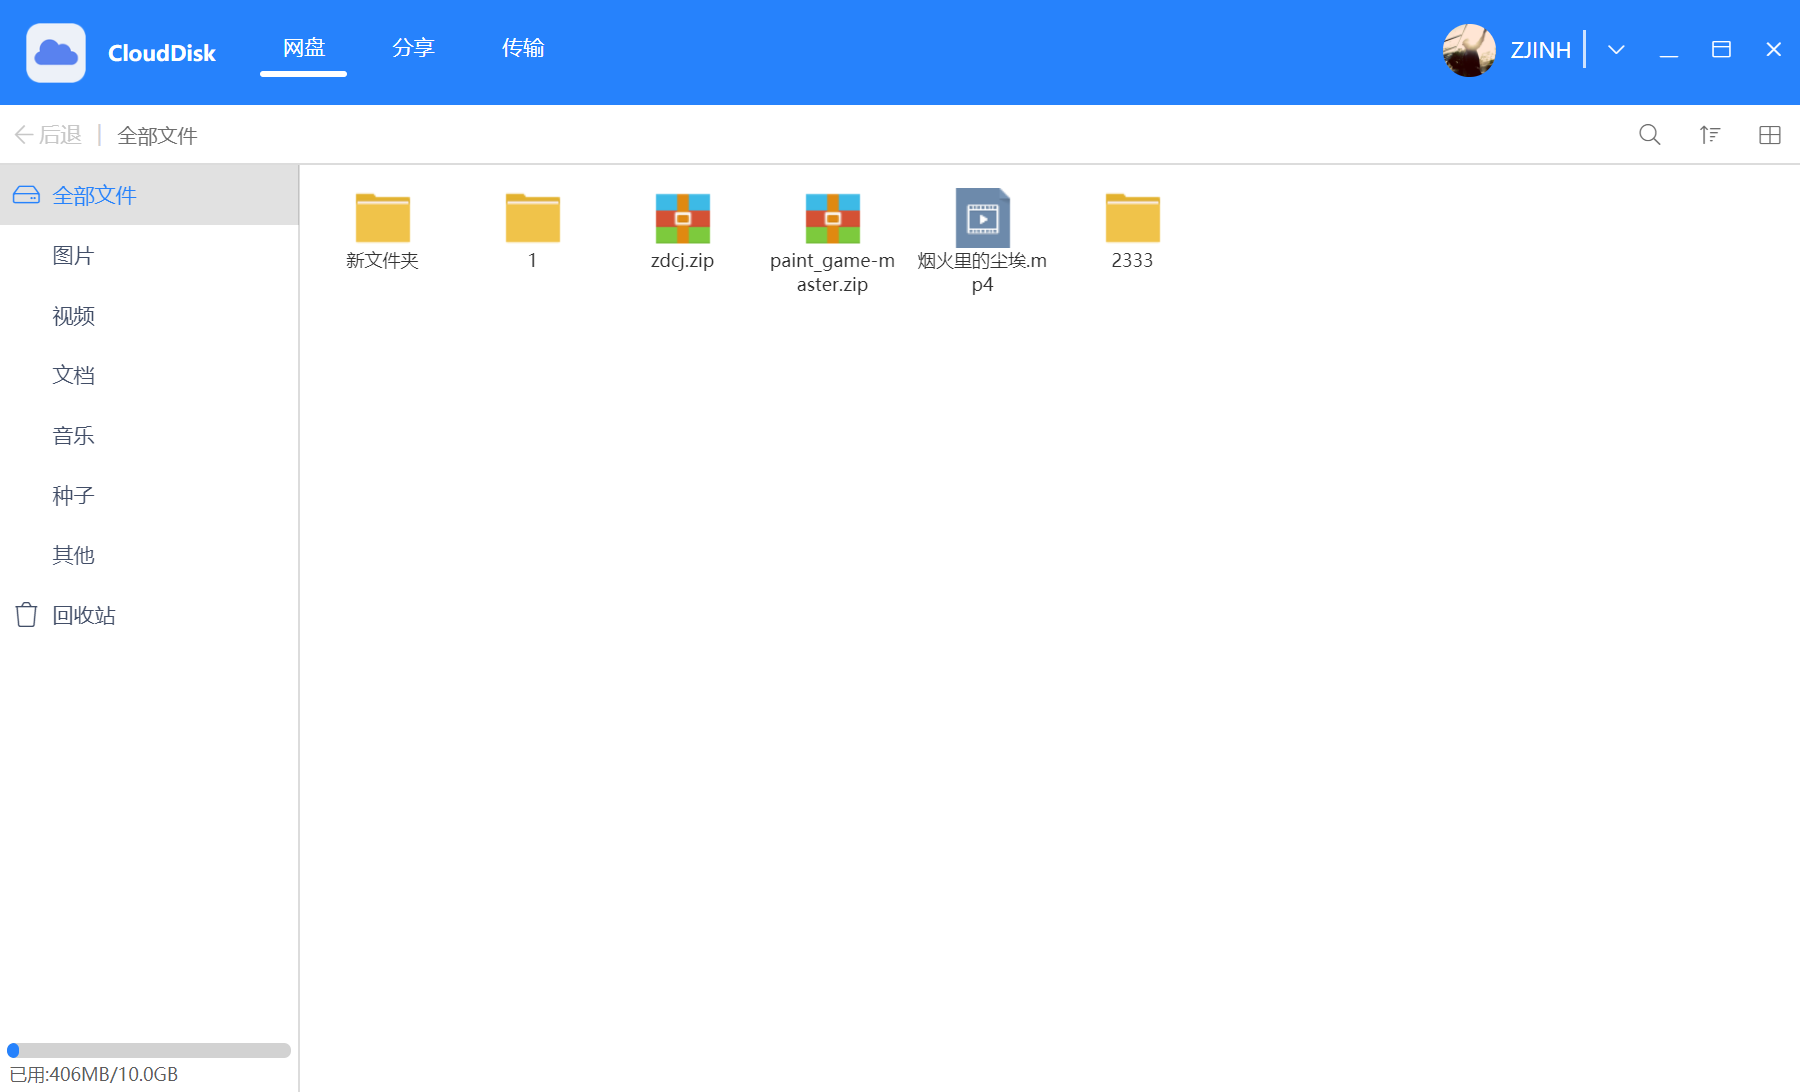 CloudDisk
网盘
分享
传输
ZJINH
后退
全部文件
全部文件
图片
视频
文档
音乐
种子
其他
回收站
新文件夹
1
zdcj.zip
paint_game-m
aster.zip
烟火里的尘埃.m
p4
2333
已用:406MB/10.0GB